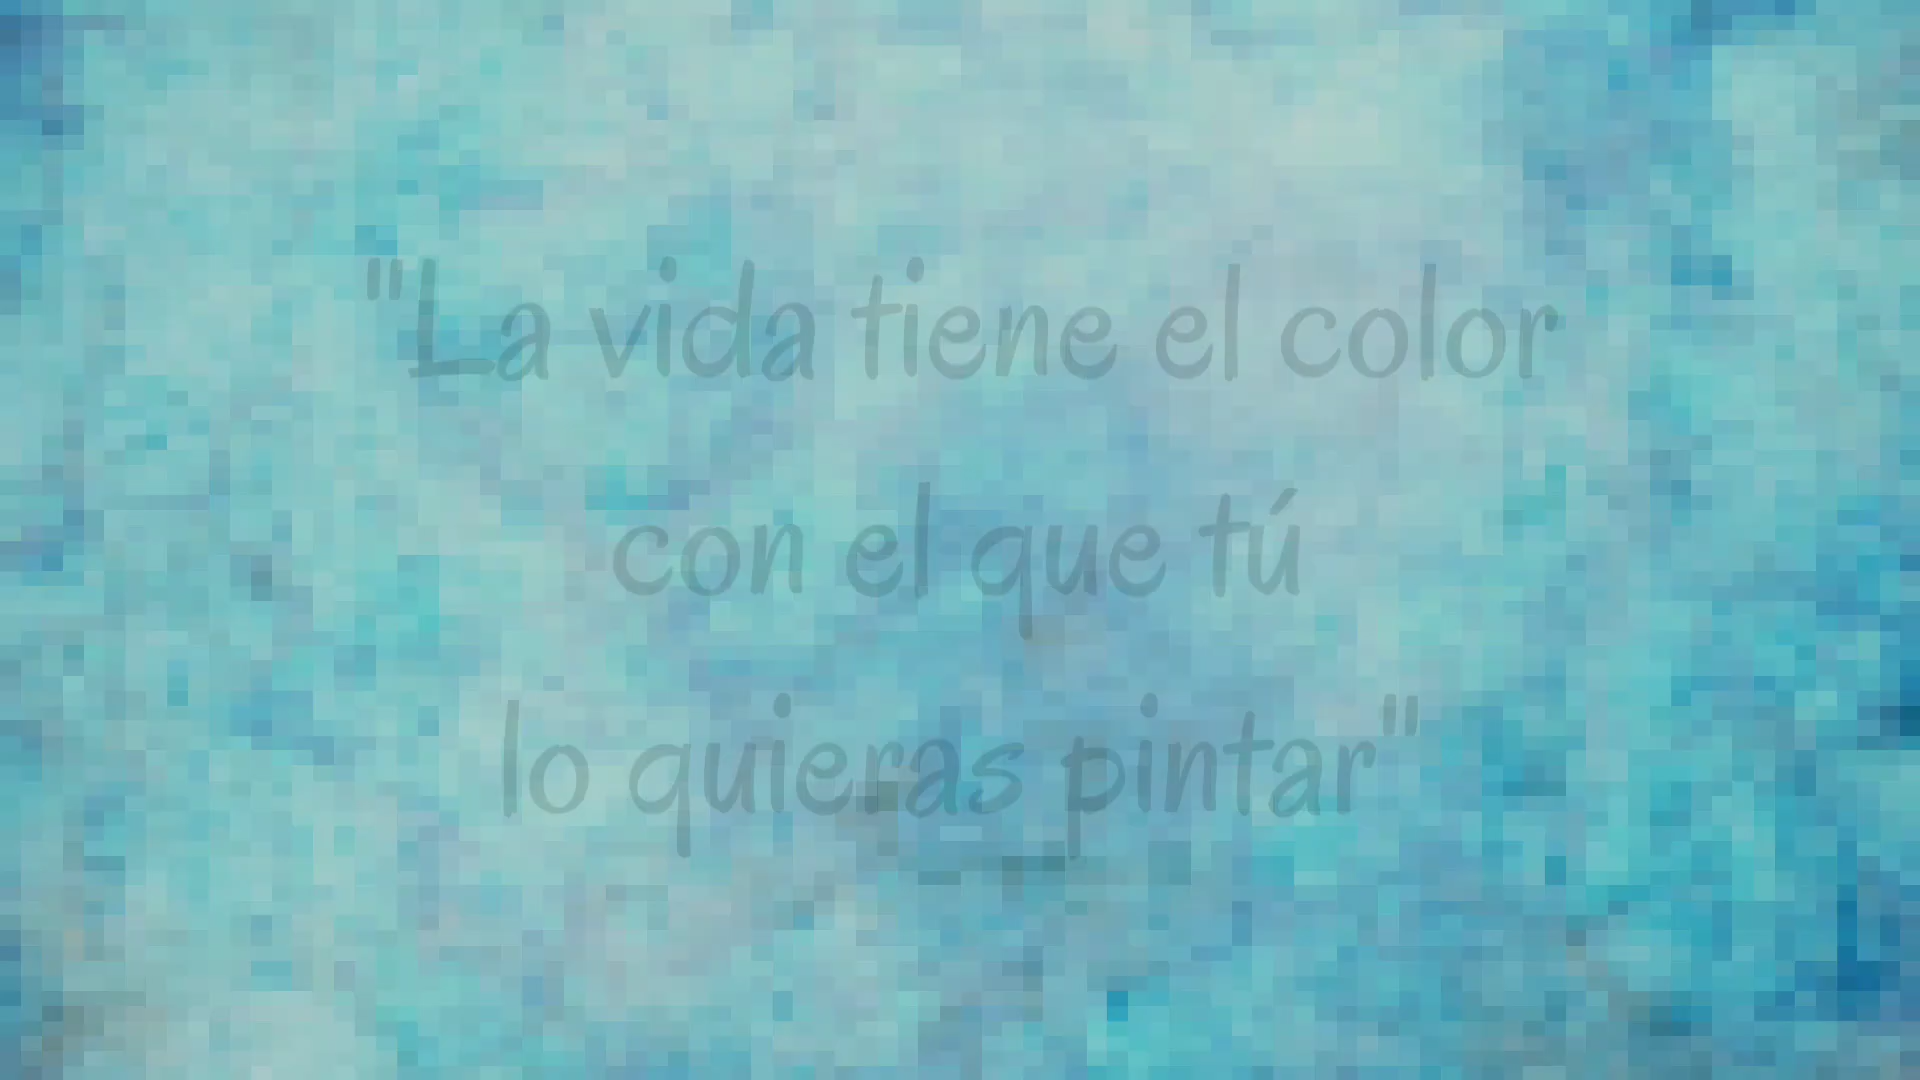 "La vida tiene el color
con el que tú
lo quieras pintar"